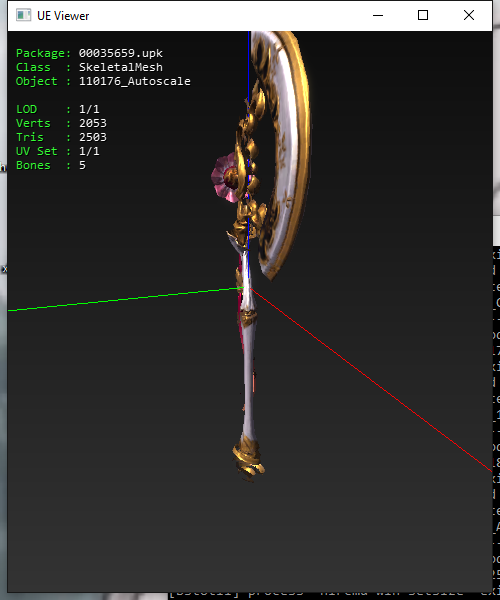 UE Viewer
Package: 00035659.upk
Class : SkeletalMesh
Object : 110176_Autoscale
LOD : 1/1
Verts : 2053
Tris : 2503
UV Set : 1/1
Bones : 5